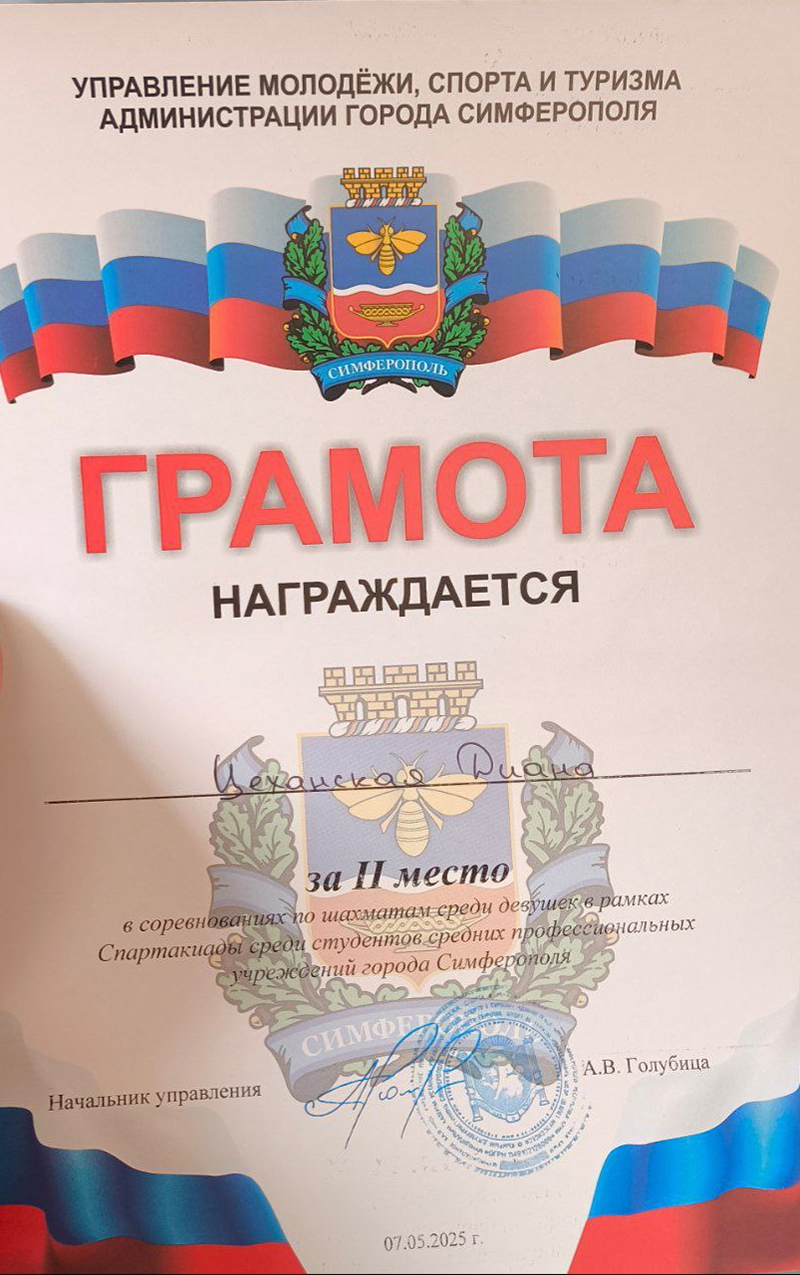 УПРАВЛЕНИЕ МОЛОДЁЖИ, СПОРТА И ТУРИЗМА
АДМИНИСТРАЦИИ ГОРОДА СИМФЕРОПОЛЯ
СИМФЕРОПОЛЬ
ГРАМОТА
НАГРАЖДАЕТСЯ
Цеханская Диана
за II место
в соревнованиях по шахматам среди девушек в рамках
Спартакиады среди студентов средних профессиональных
учреждений города Симферополя
Начальник управления
А.В. Голубица
07.05.2025 г.